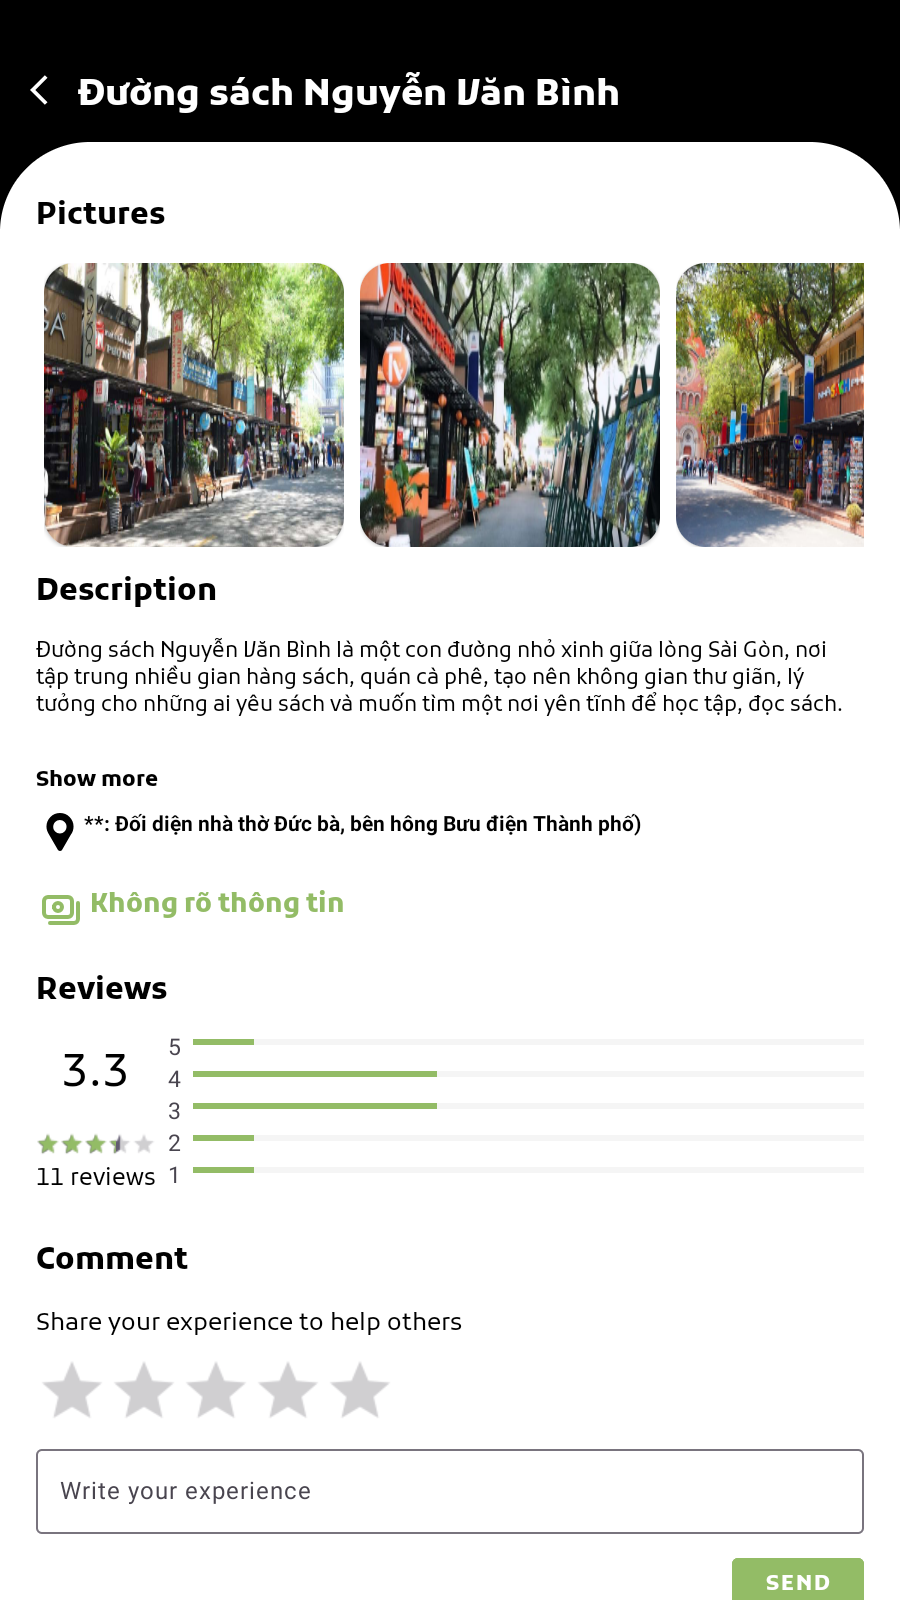 Đường sách Nguyễn Văn Bình
Pictures
Description
Đường sách Nguyễn Văn Bình là một con đường nhỏ xinh giữa lòng Sài Gòn, nơi
tập trung nhiều gian hàng sách, quán cà phê, tạo nên không gian thư giãn, lý
tưởng cho những ai yêu sách và muốn tìm một nơi yên tĩnh để học tập, đọc sách.
Show more
**: Đối diện nhà thờ Đức bà, bên hông Bưu điện Thành phố)
Không rõ thông tin
Reviews
3.3
11 reviews
5
4
3
2
1
Comment
Share your experience to help others
Write your experience
SEND